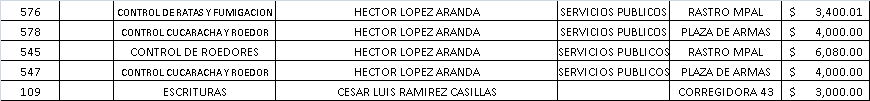 576 CONTROL DE RATAS Y FUMIGACION HECTOR LOPEZ ARANDA SERVICIOS PUBLICOS RASTRO MPAL $ 3,400.01
578 CONTROL CUCARACHA Y ROEDOR HECTOR LOPEZ ARANDA SERVICIOS PUBLICOS PLAZA DE ARMAS $ 4,000.00
545 CONTROL DE ROEDORES HECTOR LOPEZ ARANDA SERVICIOS PUBLICOS RASTRO MPAL $ 6,080.00
547 CONTROL CUCARACHA Y ROEDOR HECTOR LOPEZ ARANDA SERVICIOS PUBLICOS PLAZA DE ARMAS $ 4,000.00
109 ESCRITURAS CESAR LUIS RAMIREZ CASILLAS CORREGIDORA 43 $ 3,000.00